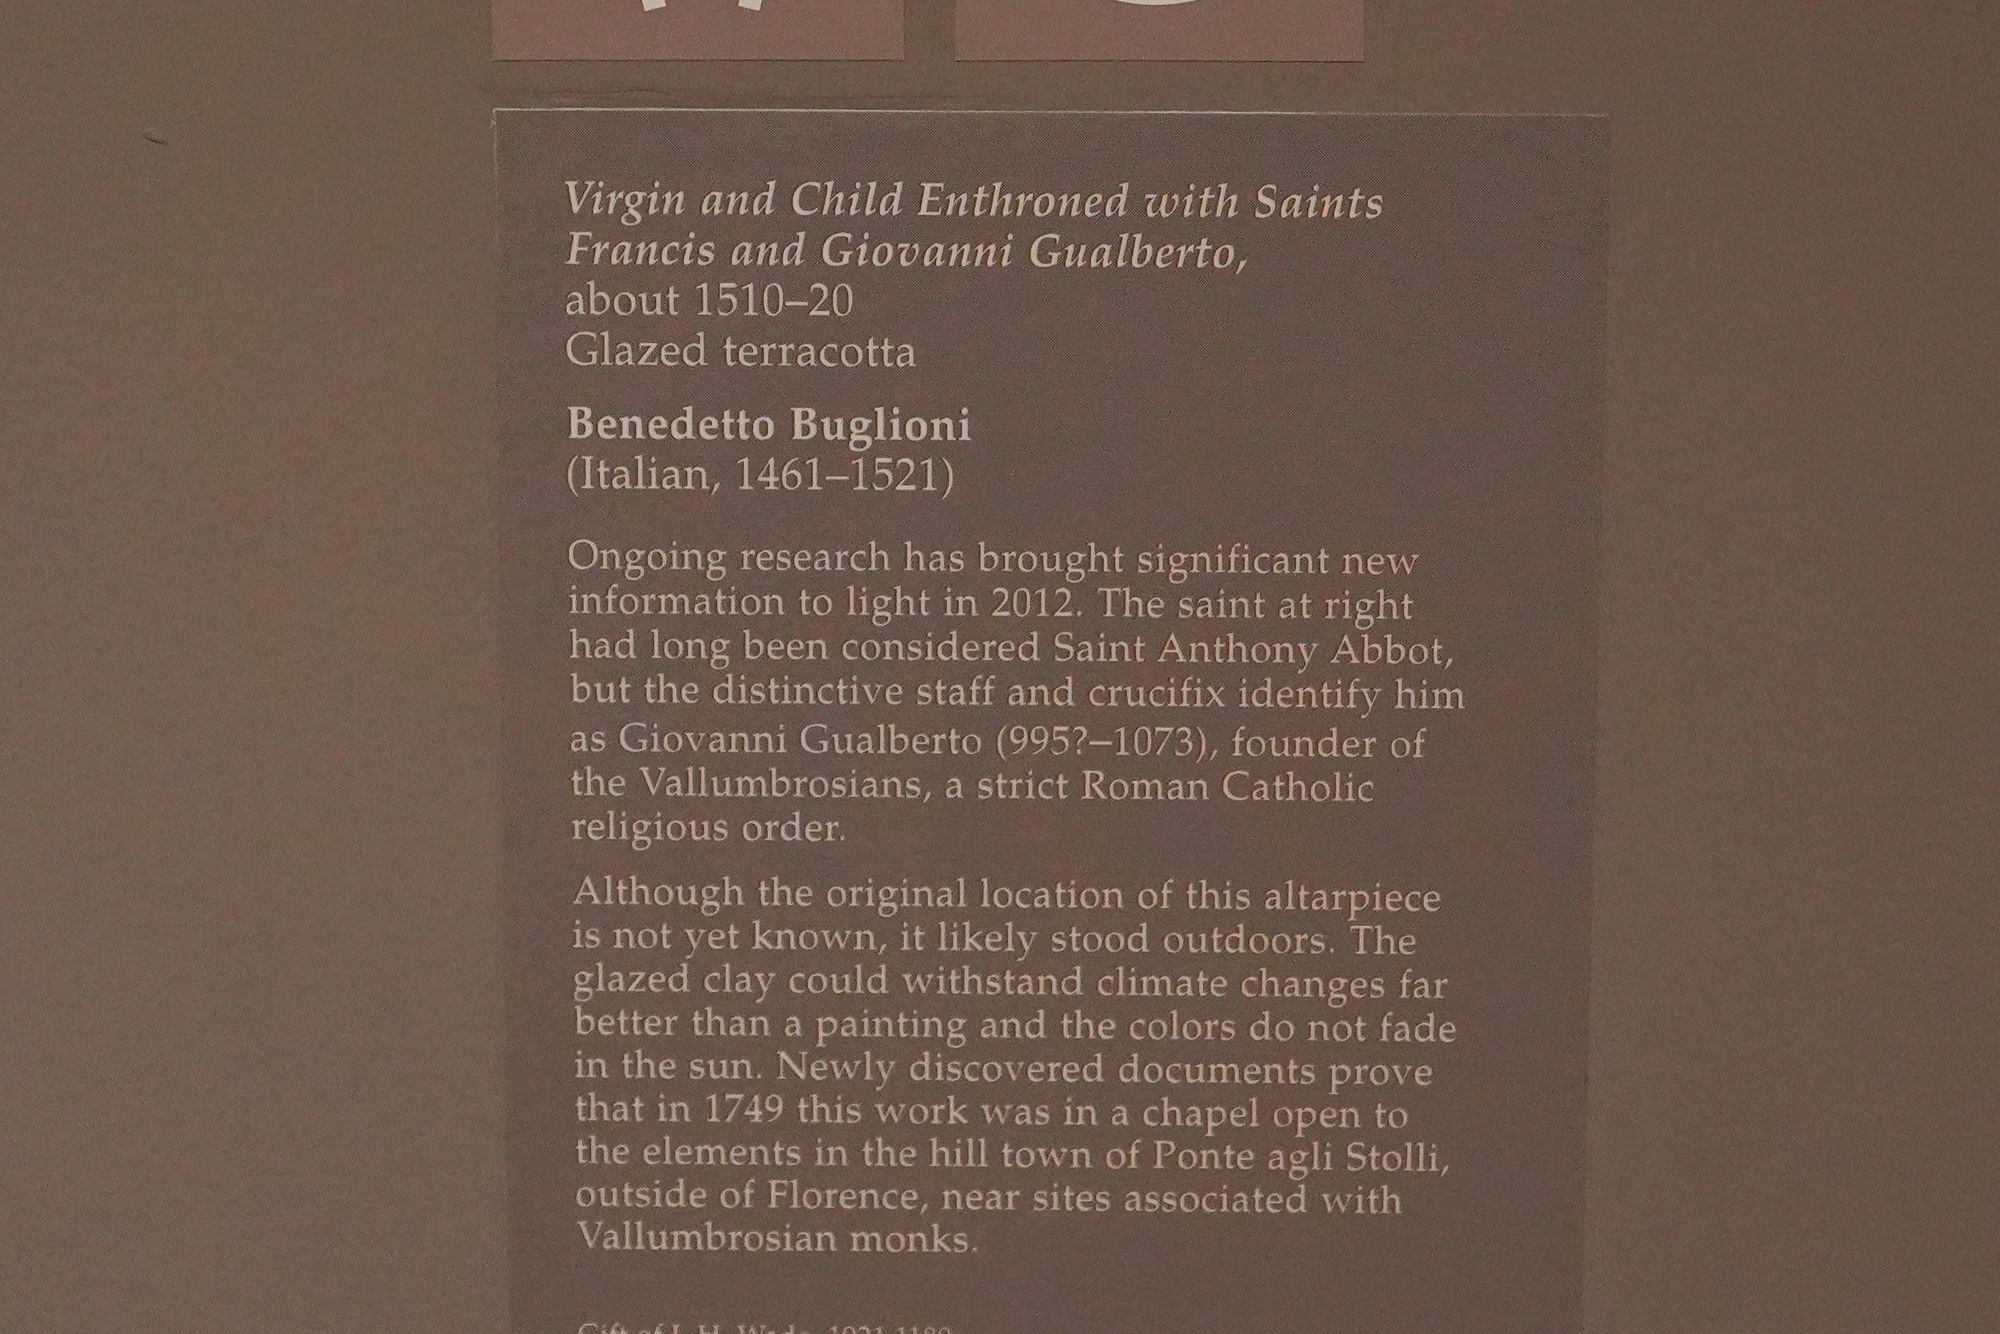 Virgin and Child Enthroned with Saints
Francis and Giovanni Gualberto,
about 1510–20
Glazed terracotta
Benedetto Buglioni
(Italian, 1461–1521)
Ongoing research has brought significant new
information to light in 2012. The saint at right
had long been considered Saint Anthony Abbot,
but the distinctive staff and crucifix identify him
as Giovanni Gualberto (995?–1073), founder of
the Vallumbrosians, a strict Roman Catholic
religious order.
Although the original location of this altarpiece
is not yet known, it likely stood outdoors. The
glazed clay could withstand climate changes far
better than a painting and the colors do not fade
in the sun. Newly discovered documents prove
that in 1749 this work was in a chapel open to
the elements in the hill town of Ponte agli Stolli,
outside of Florence, near sites associated with
Vallumbrosian monks.
Gift of J. H. Wade